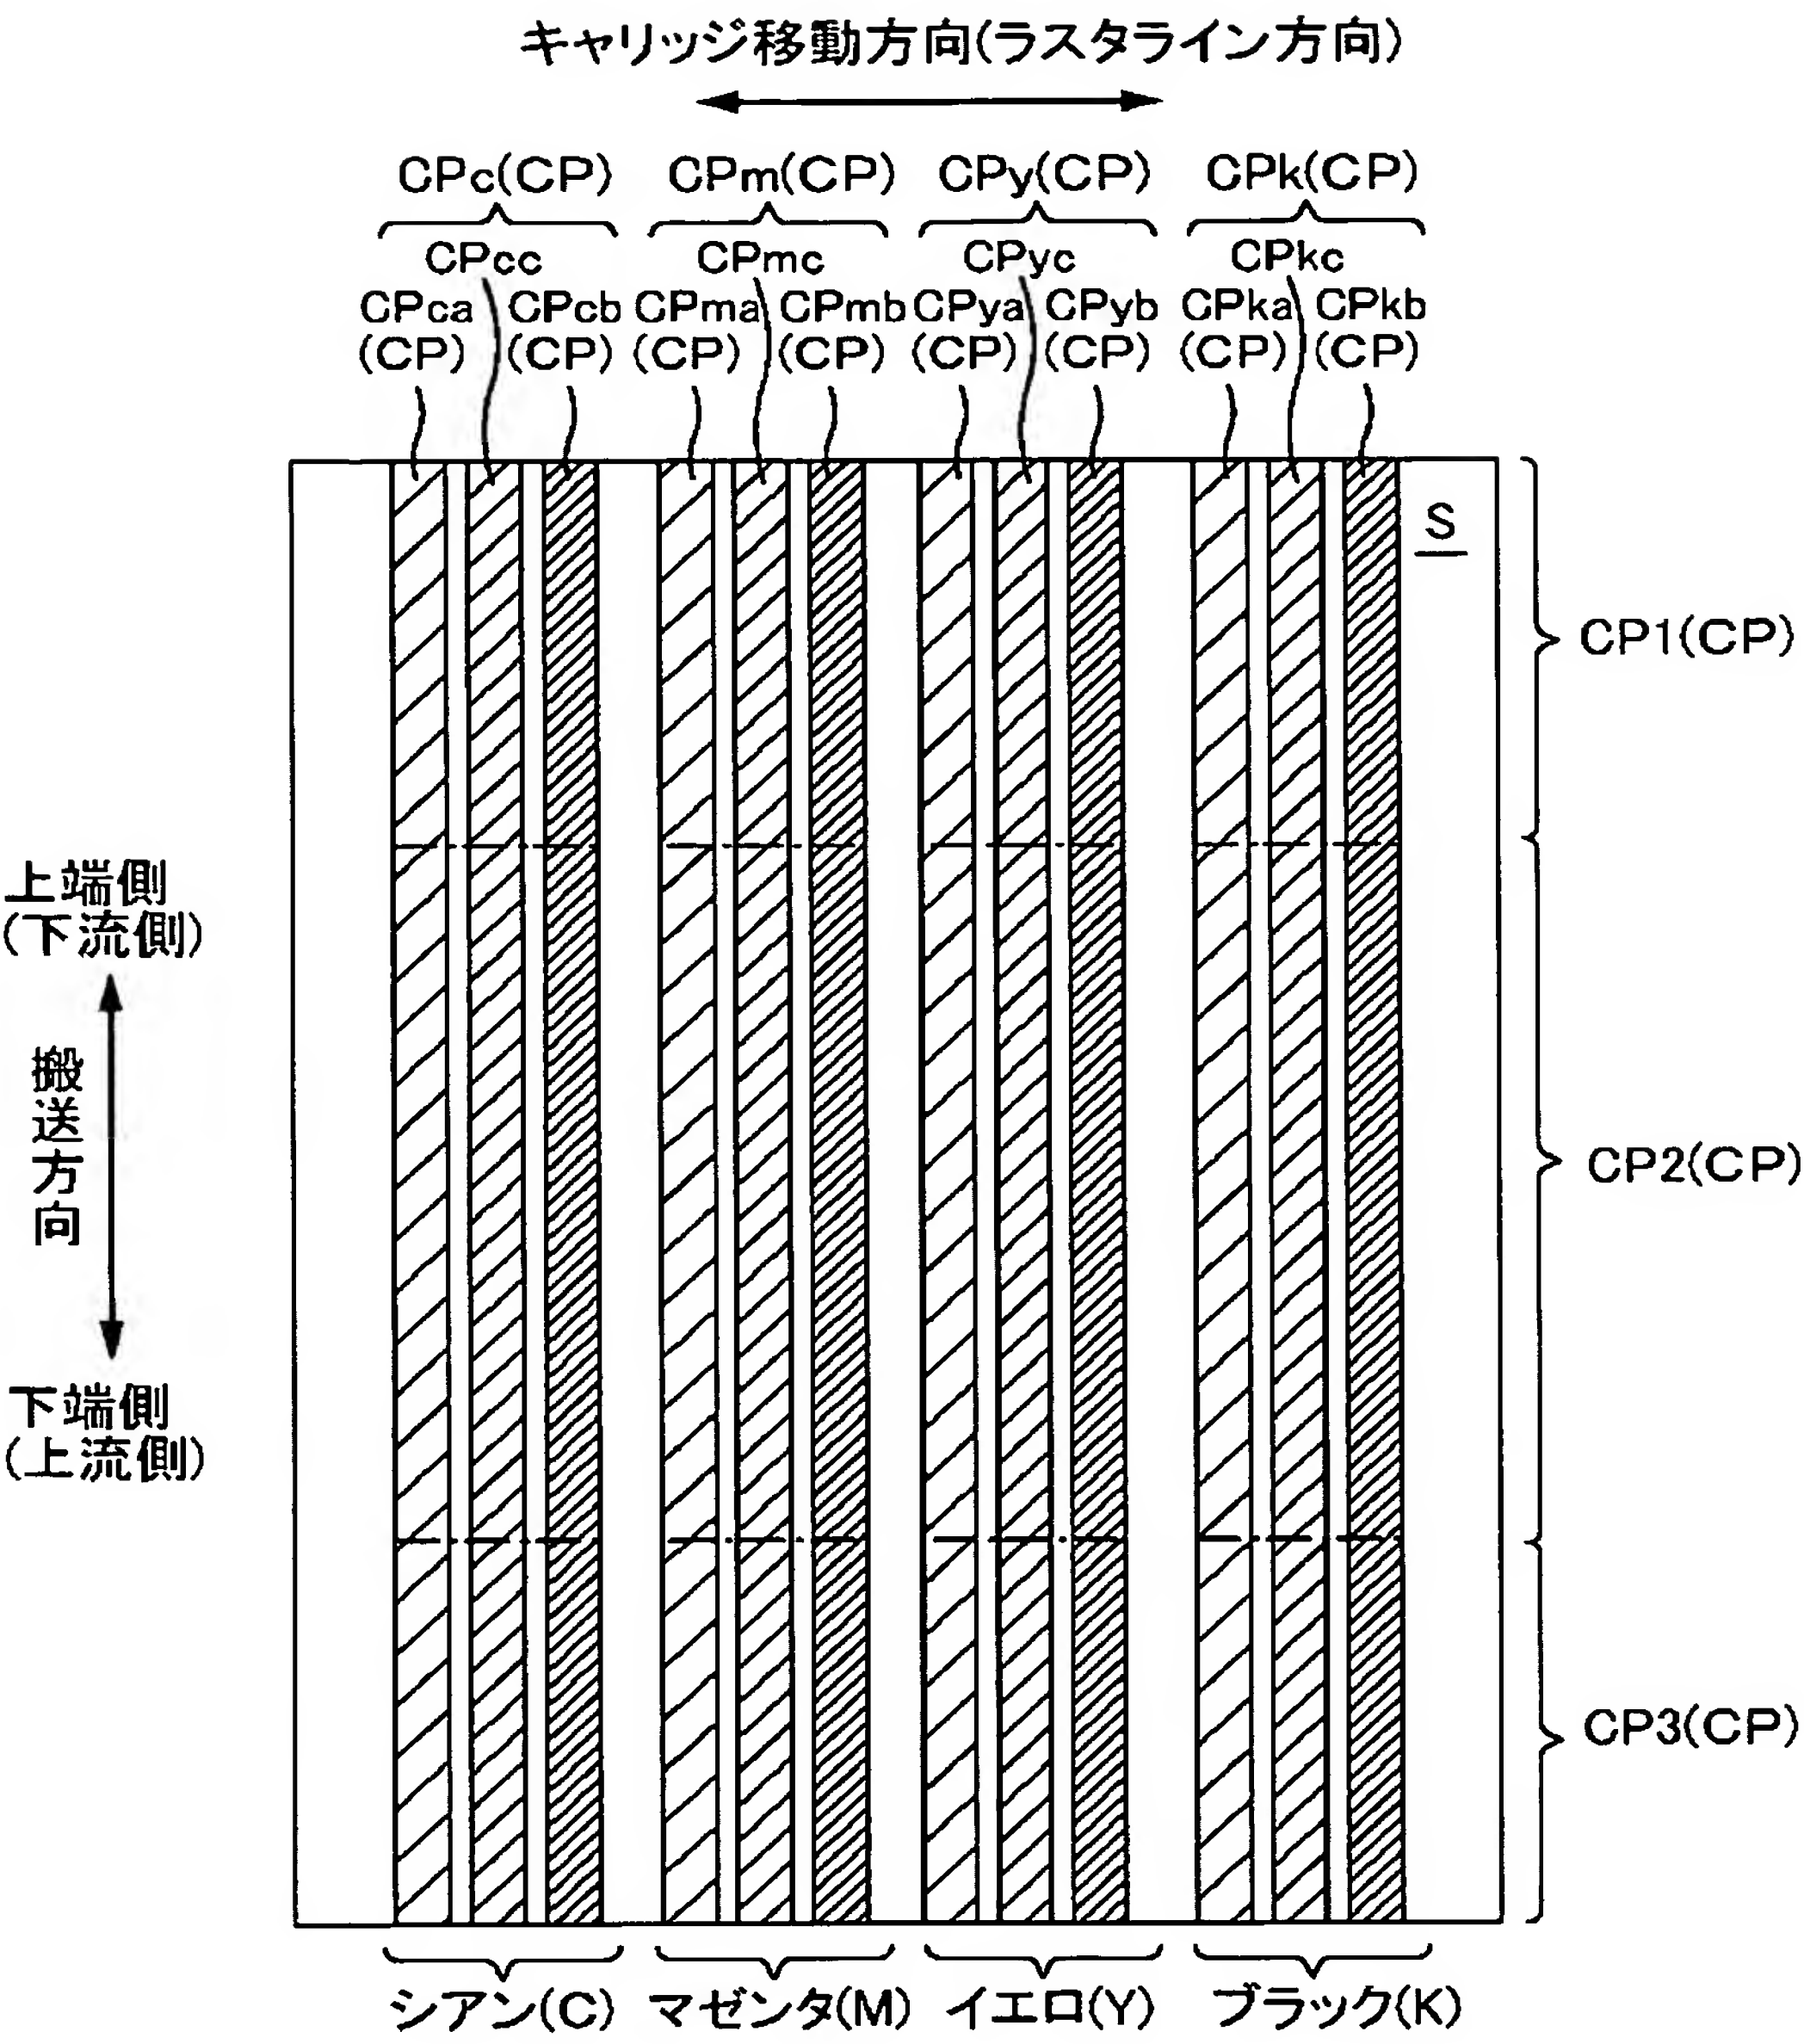 キャリッジ移動方向(ラスタライン方向)
CPc(CP) CPm(CP) CPy(CP) CPk(CP)
CPcc CPmc CPyc CPkc
CPca CPcb CPma CPmb CPya CPyb CPka CPkb
(CP) (CP) (CP) (CP) (CP) (CP) (CP) (CP)
S
CP1(CP)
上端側
(下流側)
搬送方向
CP2(CP)
下端側
(上流側)
CP3(CP)
シアン(C) マゼンタ(M) イエロ(Y) ブラック(K)